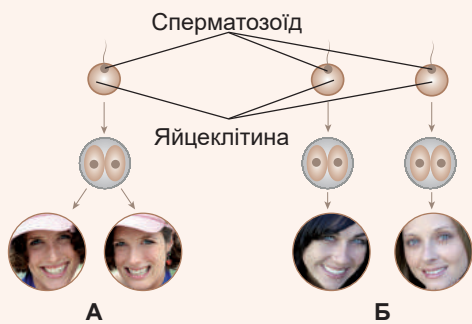 Сперматозоїд
Яйцеклітина
А
Б